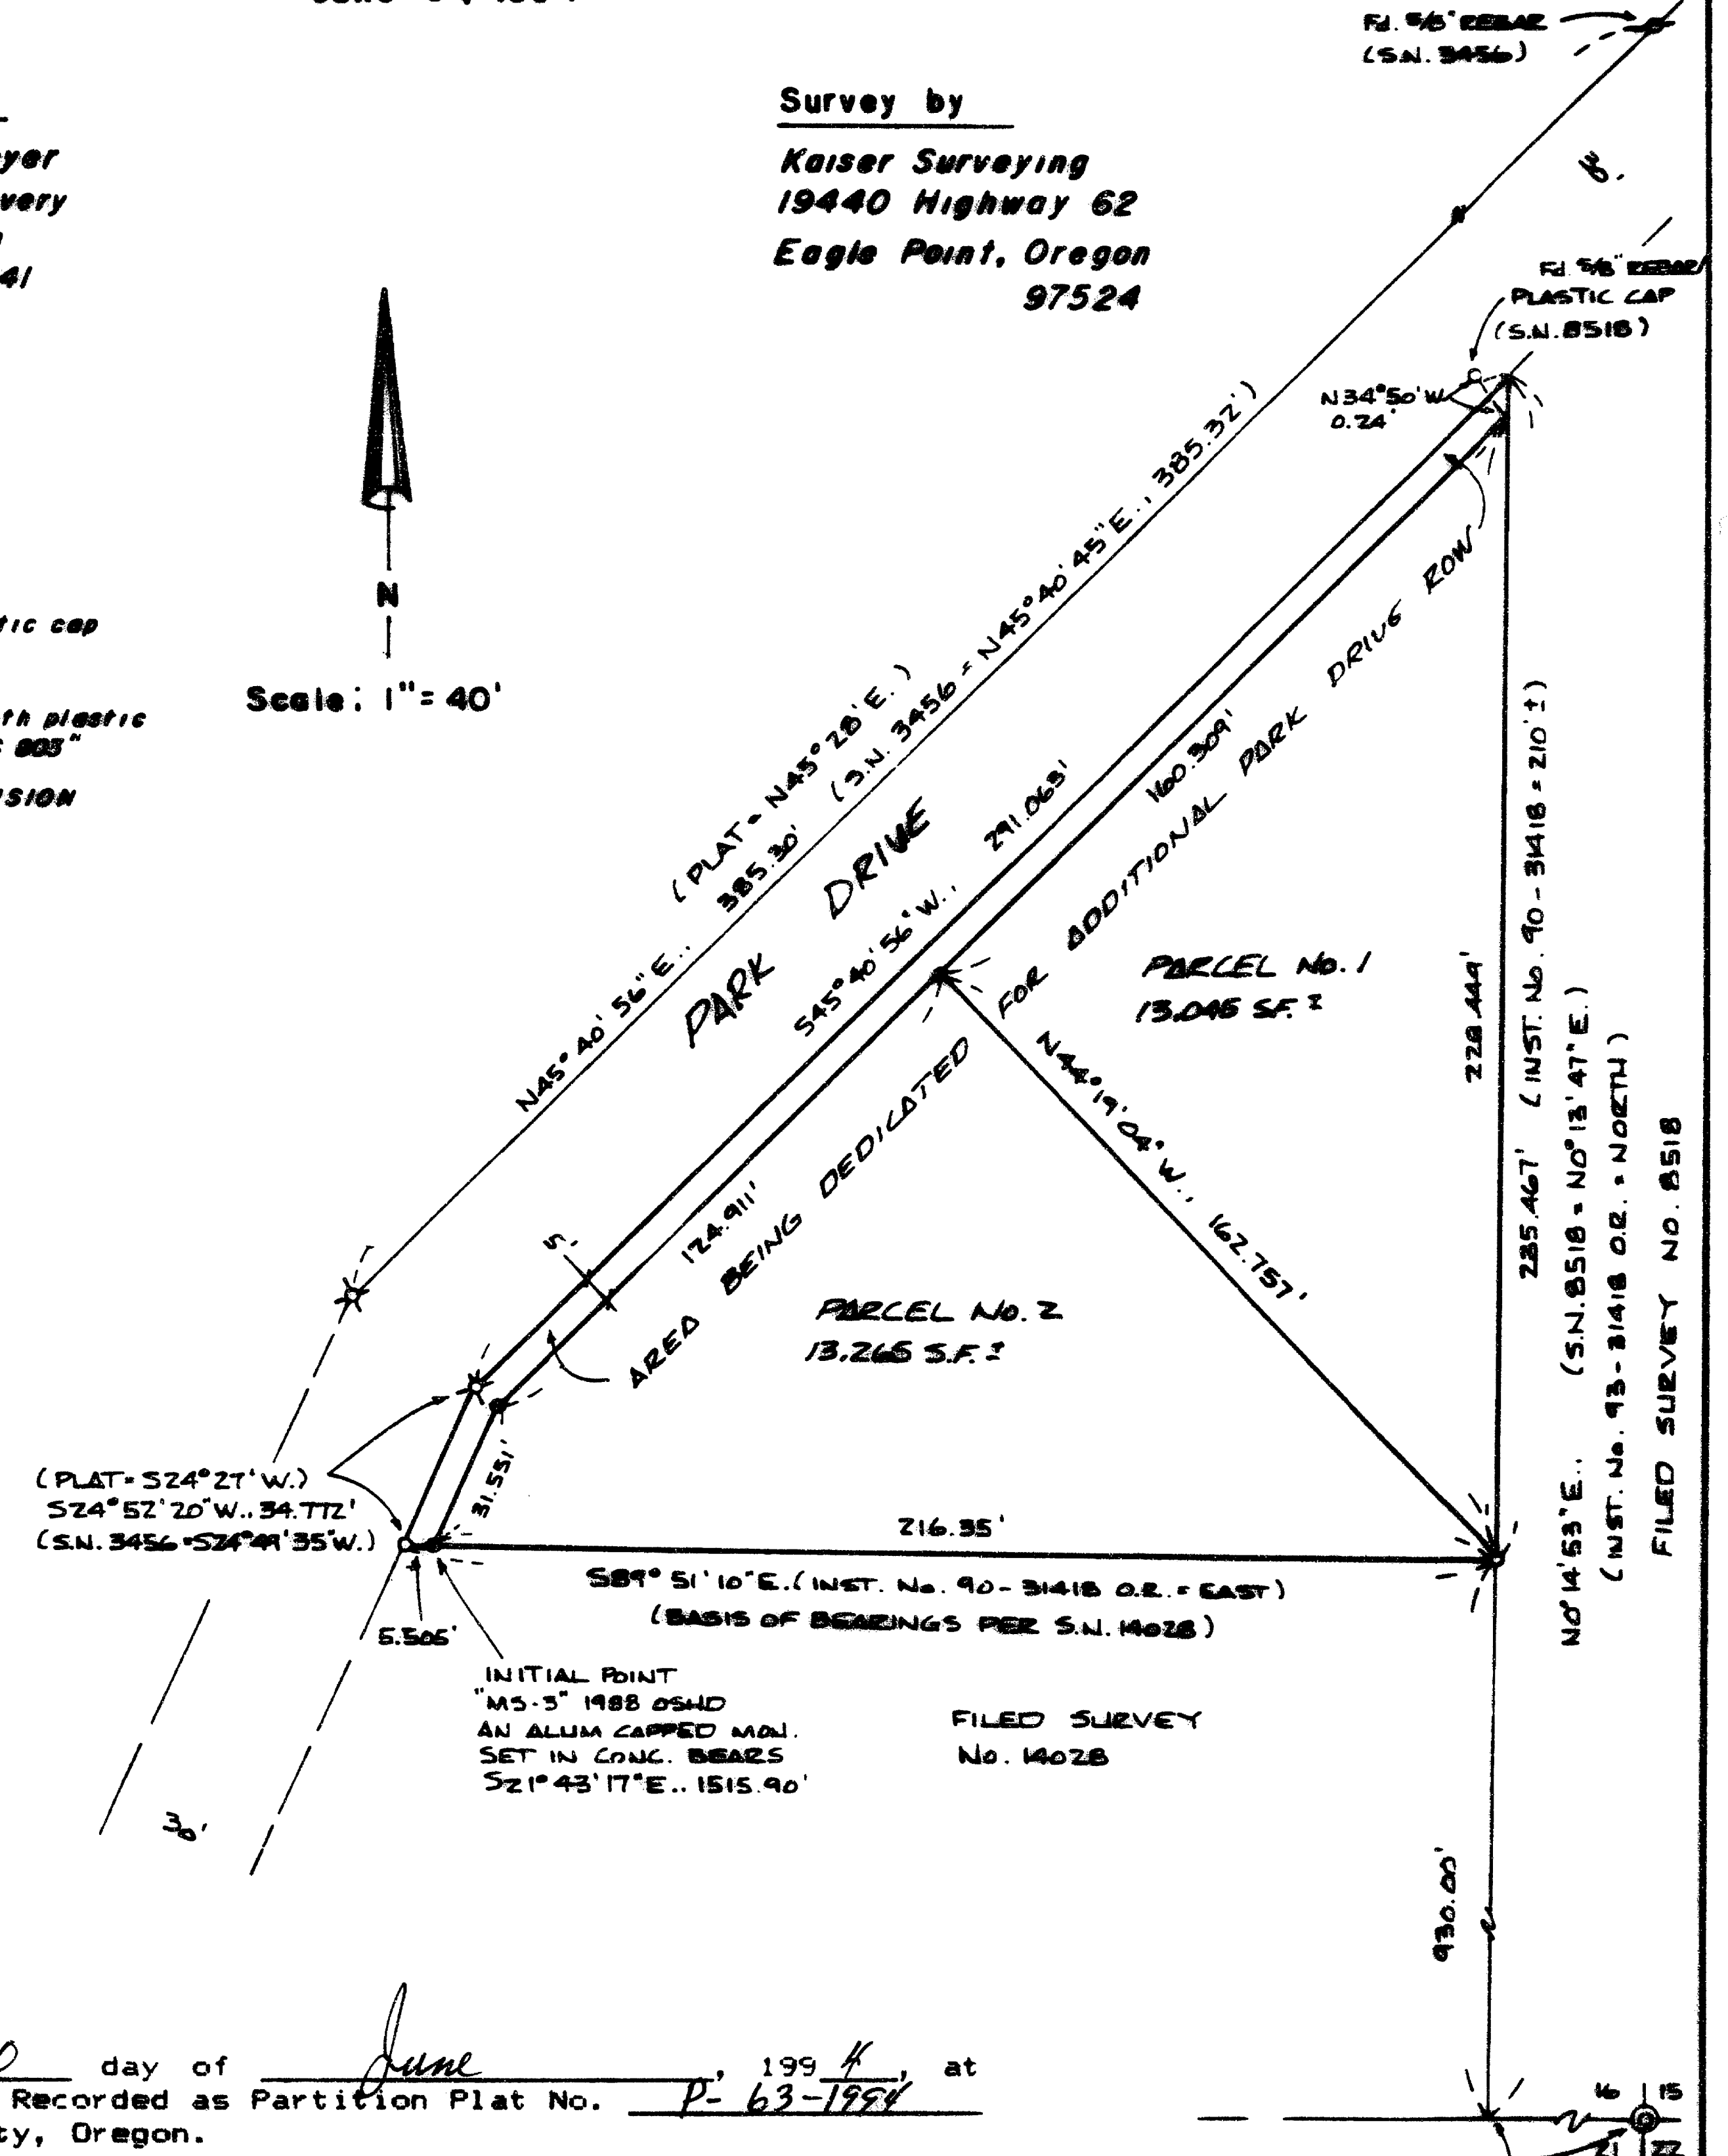 Fd. 5/8" REBAR
(S.N. 3456)
Survey by
Kaiser Surveying
19440 Highway 62
Eagle Point, Oregon
97524
yer
very
41
Fd. 5/8" REBAR/
PLASTIC CAP
(S.N. 8518)
N34°50'W
0.24'
N
Scale: 1"=40'
tic cap
th plastic
803"
ISION
(PLAT = N45°28'E.)
(S.N. 3456 = N45°40'45"E., 385.32')
N45°40'56"E.. 385.30'
PARK DRIVE
S45°40'56"W., 291.063'
160.309'
124.911'
5'
AREA BEING DEDICATED FOR ADDITIONAL PARK DRIVE ROW
PARCEL No. 1
13,045 S.F. ±
N44°19'04"W., 162.757'
PARCEL No. 2
13,265 S.F. ±
228.449'
235.467' (INST. No. 90-31418 = 210'±)
N0°14'53"E.. (S.N. 8518 = N0°13'47"E.)
(INST. No. 93-31418 O.R. = NORTH)
FILED SURVEY NO. 8518
31.551'
(PLAT = S24°27'W.)
S24°52'20"W.. 34.772'
(S.N. 3456 = S24°49'35"W.)
216.35'
S89°51'10"E. (INST. No. 90-31418 O.R. = EAST)
(BASIS OF BEARINGS PER S.N. 14028)
5.505'
INITIAL POINT
"MS-3" 1988 OSHD
AN ALUM CAPPED MON.
SET IN CONC. BEARS
S21°43'17"E.. 1515.90'
FILED SURVEY
No. 14028
30'
930.00'
day of June, 1994, at
Recorded as Partition Plat No. P-63-1994
ty, Oregon.
16 15
21 22